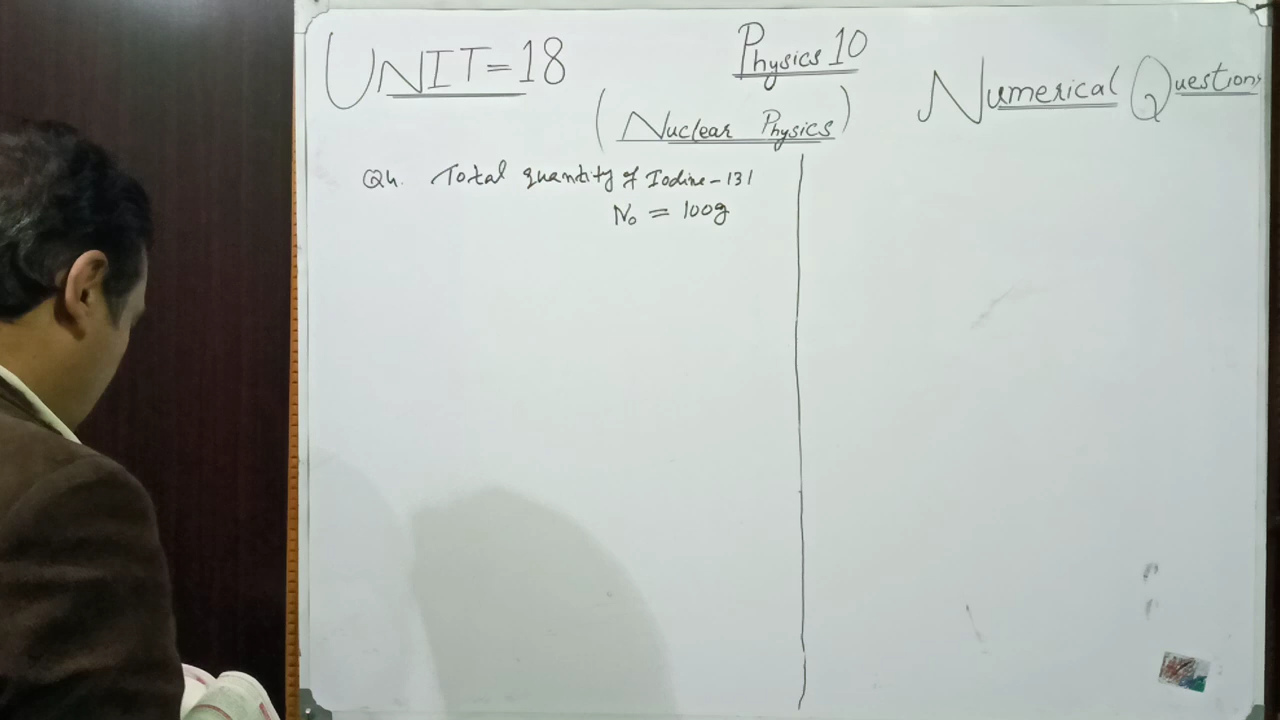 UNIT=18
Physics 10
(Nuclear Physics)
Numerical Questions
Q4. Total quantity of Iodine-131
N₀ = 100g